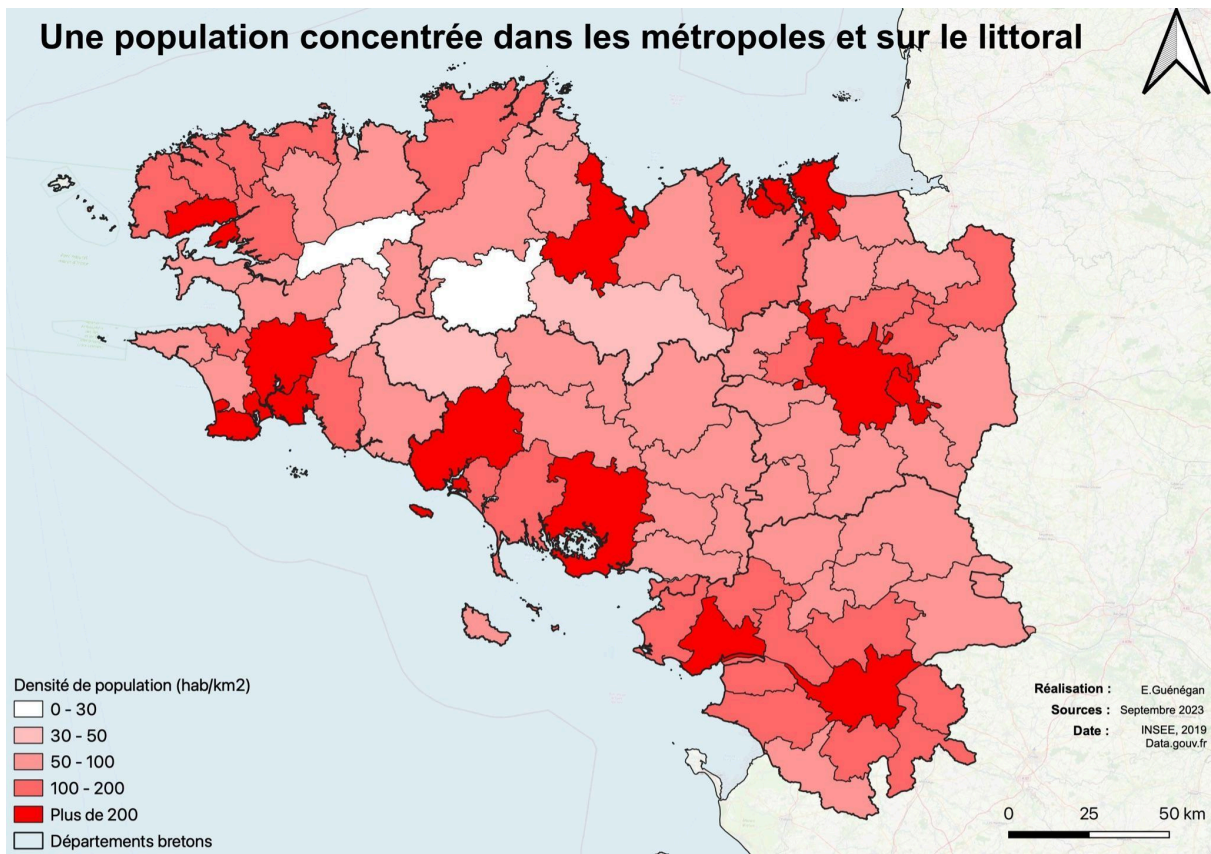 Une population concentrée dans les métropoles et sur le littoral
Densité de population (hab/km2)
0 - 30
30 - 50
50 - 100
100 - 200
Plus de 200
Départements bretons
Réalisation : E.Guénégan
Sources : Septembre 2023
Date : INSEE, 2019
Data.gouv.fr
0 25 50 km